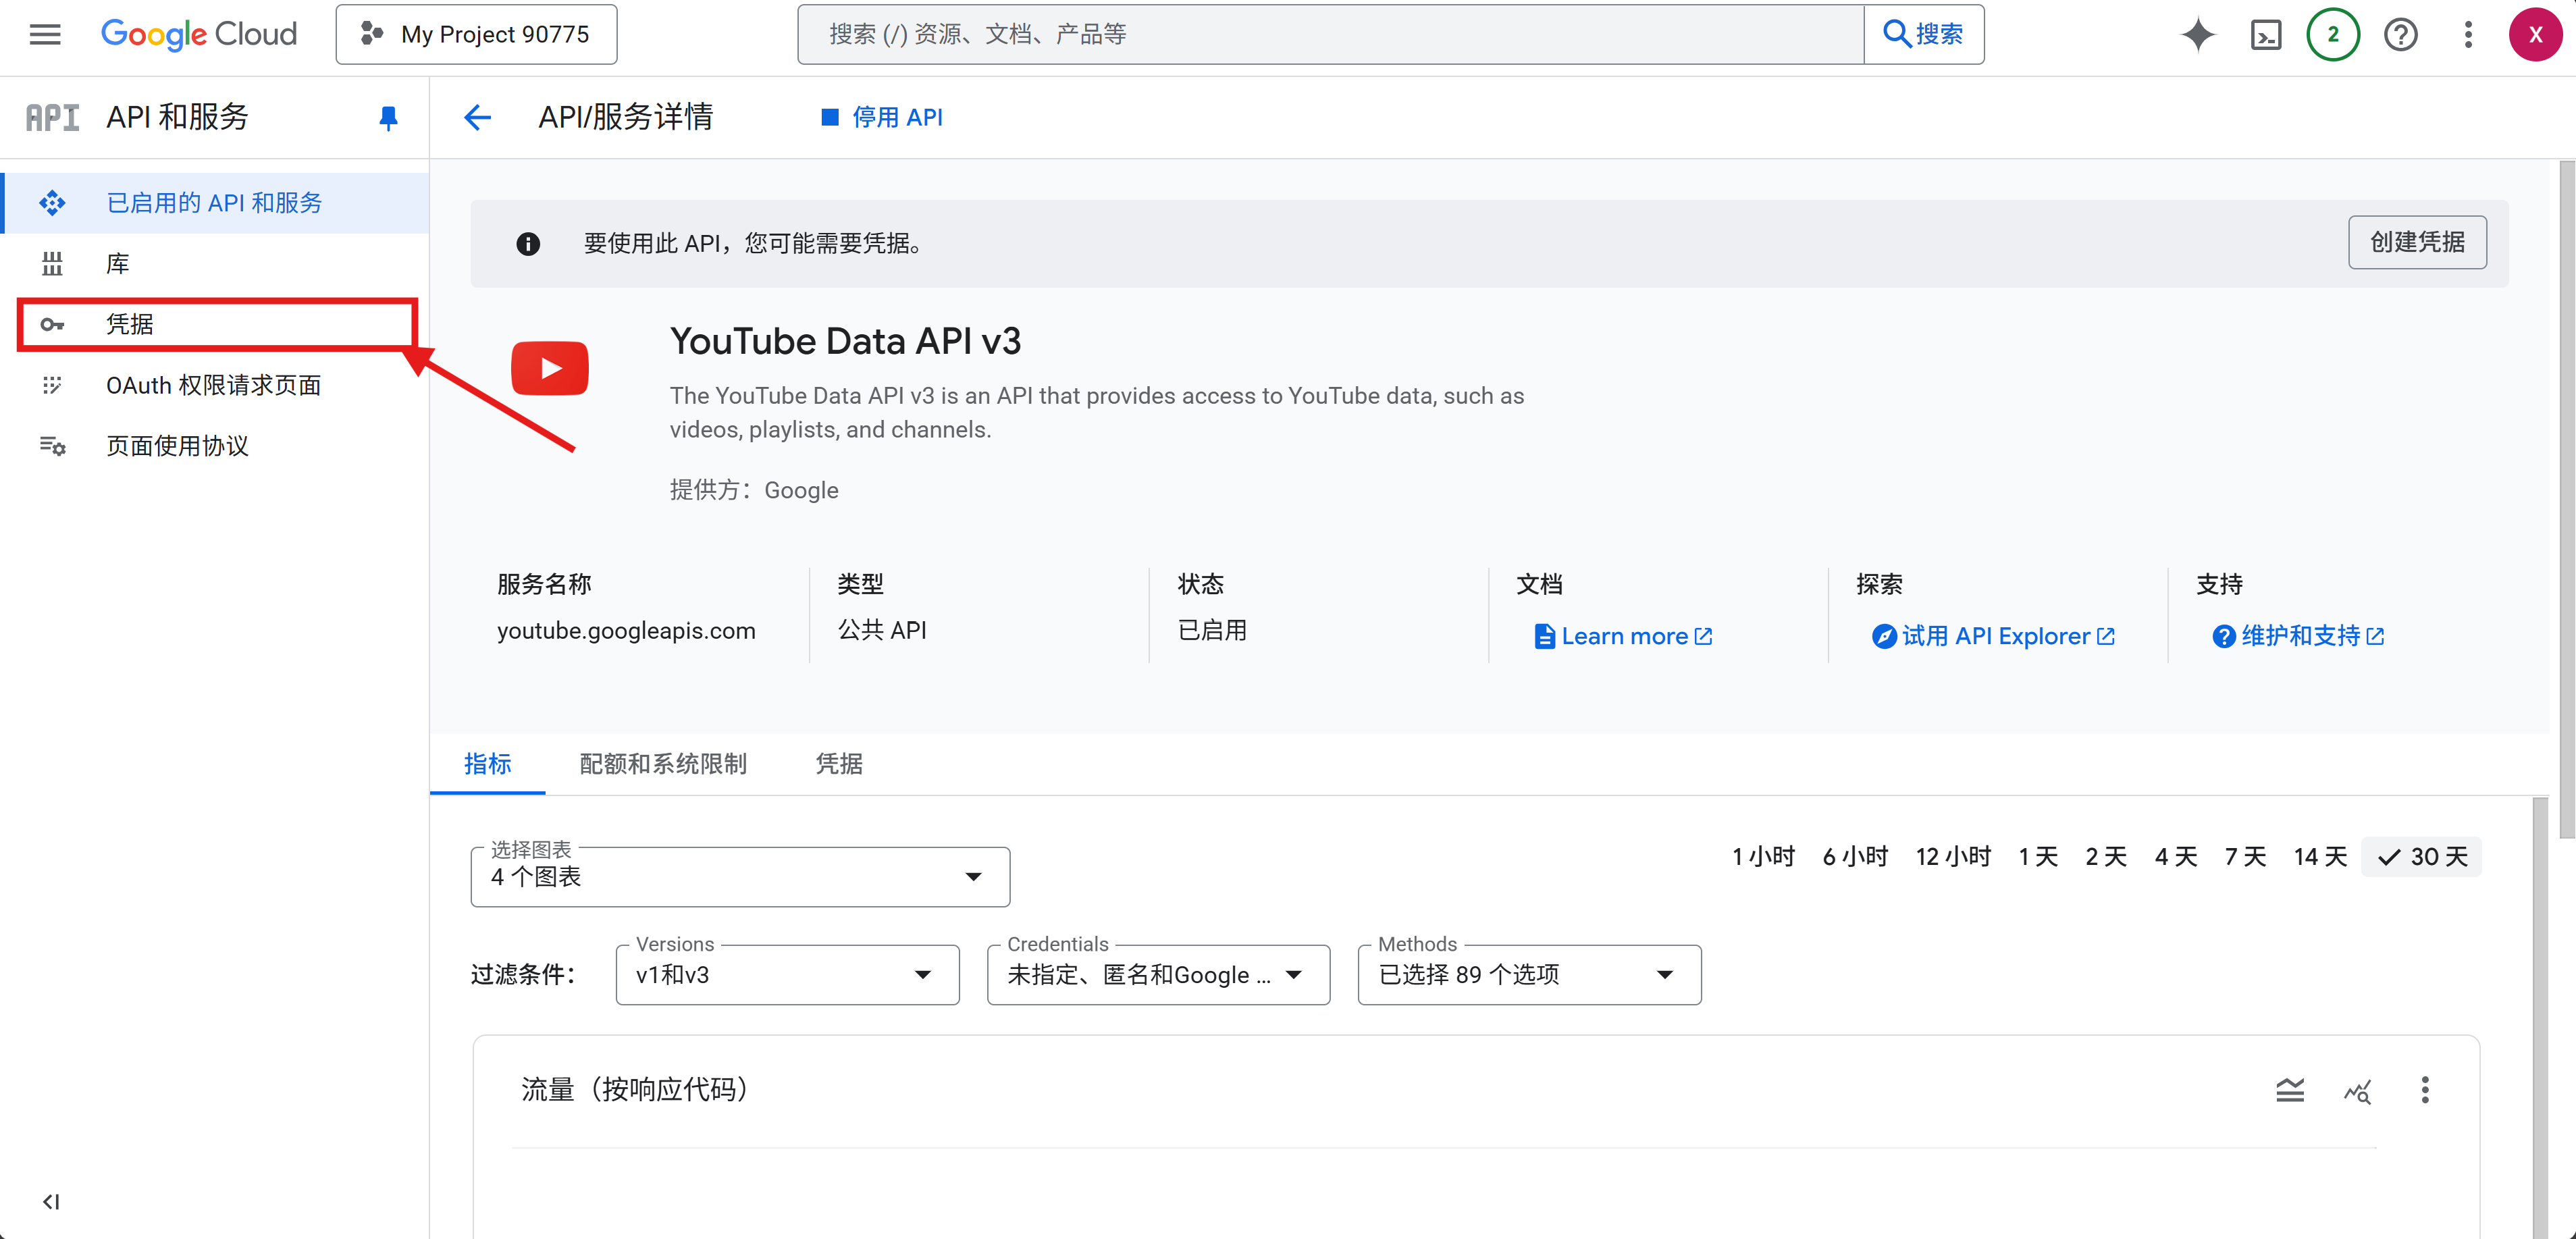 Google Cloud
My Project 90775
搜索 (/) 资源、文档、产品等
搜索
2
X
API
API 和服务
API/服务详情
停用 API
已启用的 API 和服务
库
凭据
OAuth 权限请求页面
页面使用协议
要使用此 API，您可能需要凭据。
创建凭据
YouTube Data API v3
The YouTube Data API v3 is an API that provides access to YouTube data, such as
videos, playlists, and channels.
提供方：Google
服务名称
youtube.googleapis.com
类型
公共 API
状态
已启用
文档
Learn more
探索
试用 API Explorer
支持
维护和支持
指标
配额和系统限制
凭据
选择图表
4 个图表
1 小时
6 小时
12 小时
1 天
2 天
4 天
7 天
14 天
30 天
过滤条件：
Versions
v1和v3
Credentials
未指定、匿名和Google ...
Methods
已选择 89 个选项
流量（按响应代码）